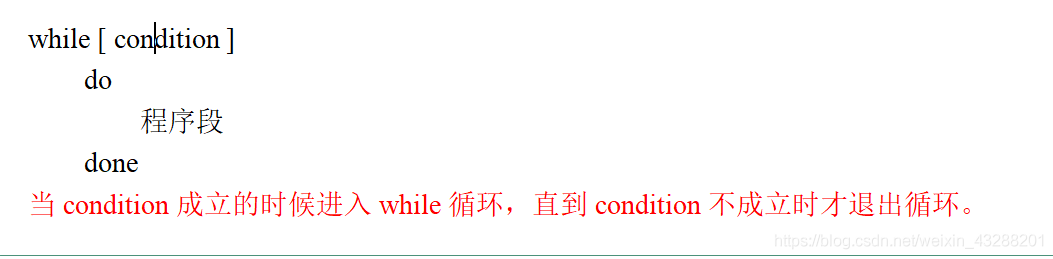 while [ condition ]
do
程序段
done
当 condition 成立的时候进入 while 循环，直到 condition 不成立时才退出循环。
https://blog.csdn.net/weixin_43288201